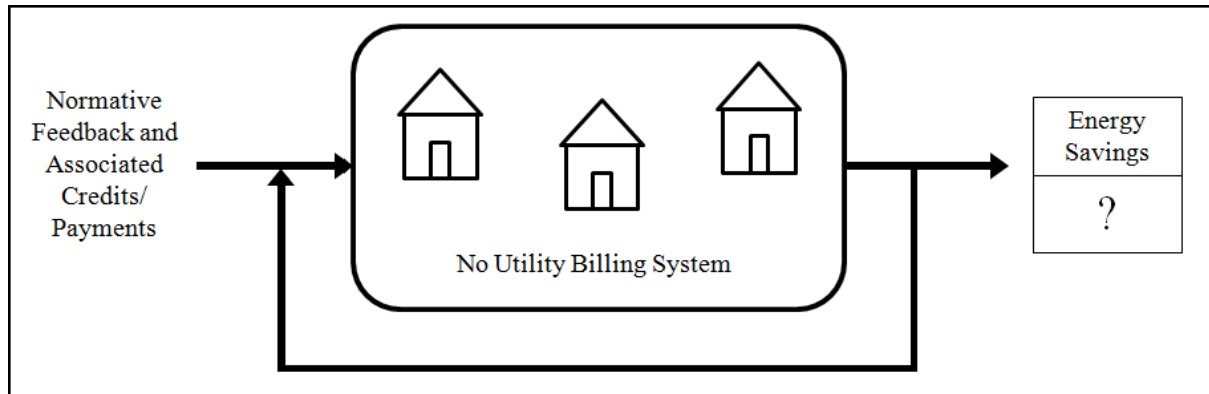 Normative
Feedback and
Associated
Credits/
Payments
No Utility Billing System
Energy
Savings
?